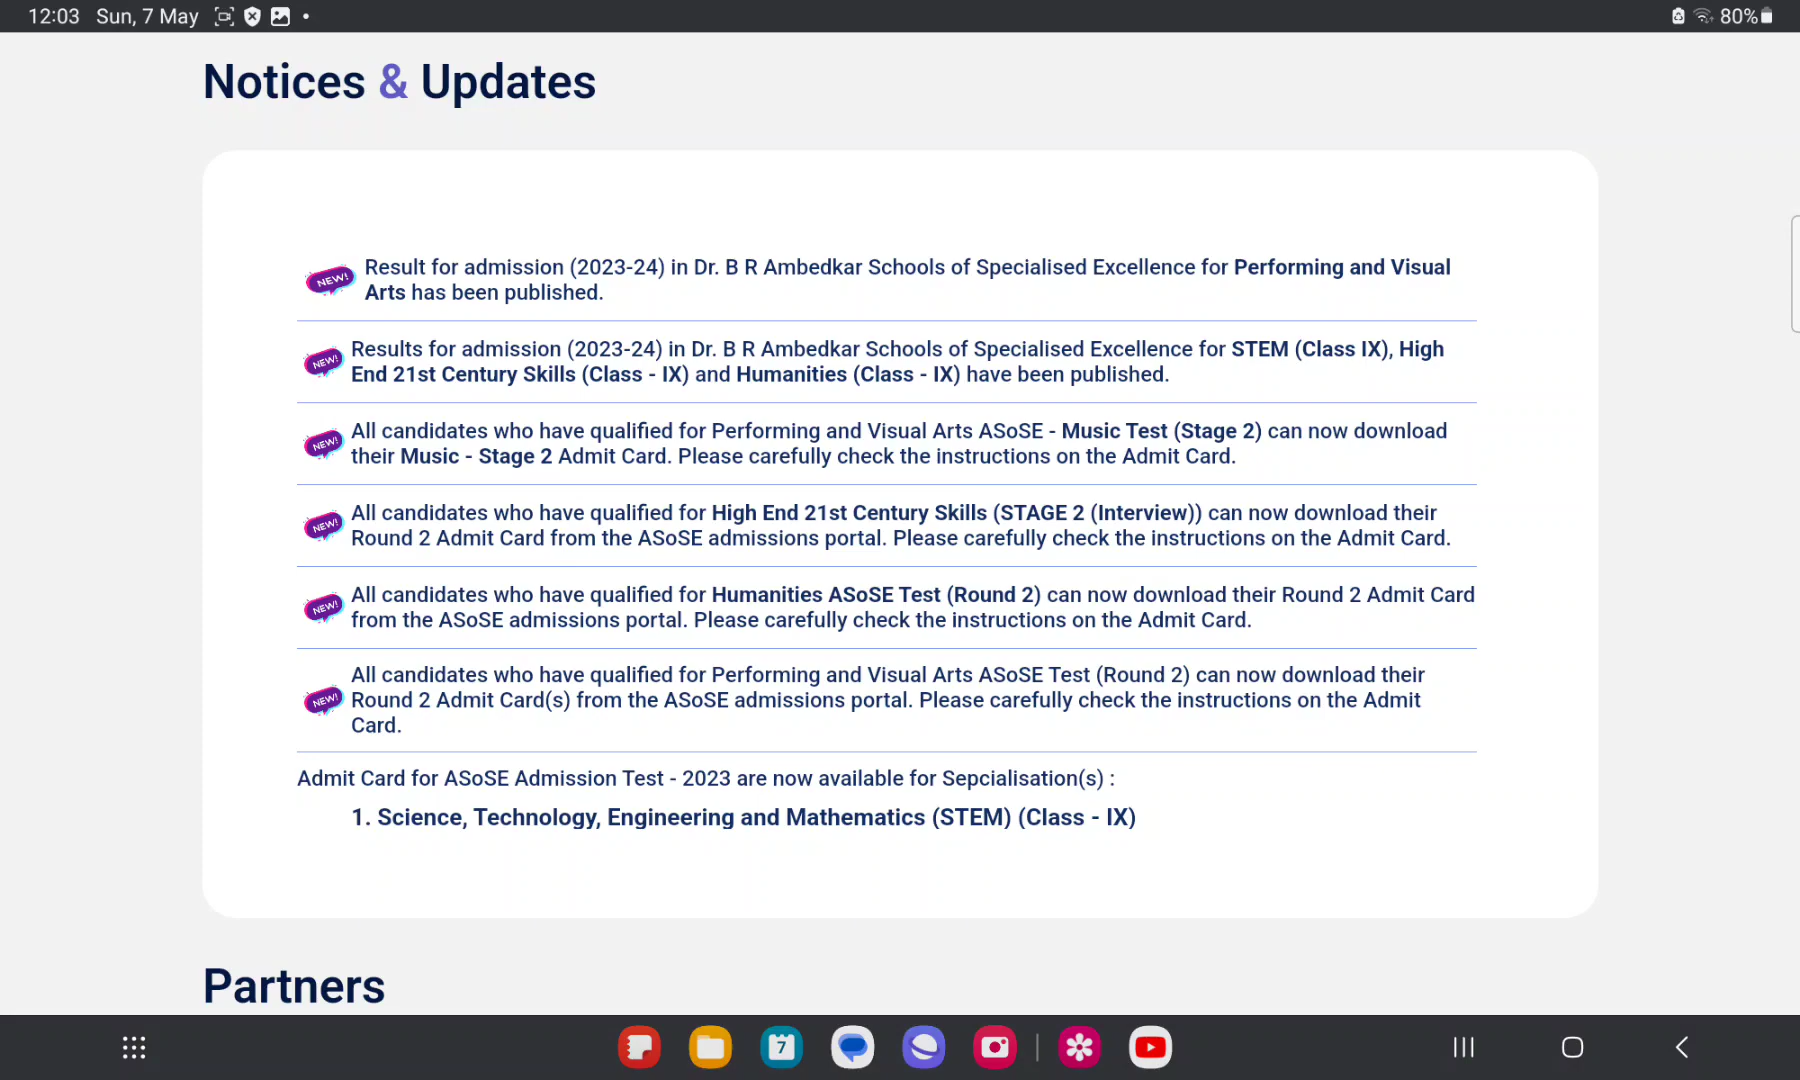 12:03 Sun, 7 May
80%
Notices & Updates
NEW!
Result for admission (2023-24) in Dr. B R Ambedkar Schools of Specialised Excellence for Performing and Visual
Arts has been published.
NEW!
Results for admission (2023-24) in Dr. B R Ambedkar Schools of Specialised Excellence for STEM (Class IX), High
End 21st Century Skills (Class - IX) and Humanities (Class - IX) have been published.
NEW!
All candidates who have qualified for Performing and Visual Arts ASoSE - Music Test (Stage 2) can now download
their Music - Stage 2 Admit Card. Please carefully check the instructions on the Admit Card.
NEW!
All candidates who have qualified for High End 21st Century Skills (STAGE 2 (Interview)) can now download their
Round 2 Admit Card from the ASoSE admissions portal. Please carefully check the instructions on the Admit Card.
NEW!
All candidates who have qualified for Humanities ASoSE Test (Round 2) can now download their Round 2 Admit Card
from the ASoSE admissions portal. Please carefully check the instructions on the Admit Card.
NEW!
All candidates who have qualified for Performing and Visual Arts ASoSE Test (Round 2) can now download their
Round 2 Admit Card(s) from the ASoSE admissions portal. Please carefully check the instructions on the Admit
Card.
Admit Card for ASoSE Admission Test - 2023 are now available for Sepcialisation(s) :
1. Science, Technology, Engineering and Mathematics (STEM) (Class - IX)
Partners
7